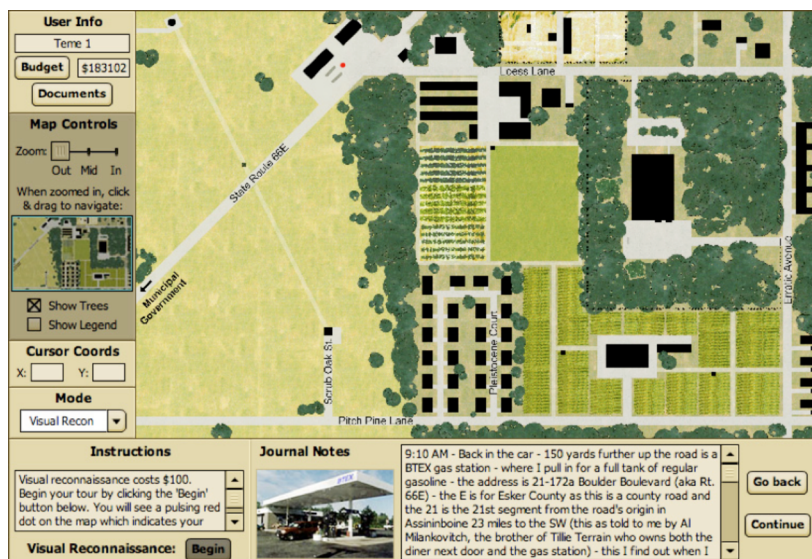 User Info
Teme 1
Budget
$183102
Documents
Map Controls
Zoom:
Out Mid In
When zoomed in, click
& drag to navigate:
Show Trees
Show Legend
Cursor Coords
X: Y:
Mode
Visual Recon
Loess Lane
State Route 66E
Municipal
Government
Erratic Avenue
Scrub Oak St.
Pleistocene Court
Pitch Pine Lane
Instructions
Visual reconnaissance costs $100.
Begin your tour by clicking the 'Begin'
button below. You will see a pulsing red
dot on the map which indicates your
Visual Reconnaissance:
Begin
Journal Notes
BTEX
9:10 AM - Back in the car - 150 yards further up the road is a
BTEX gas station - where I pull in for a full tank of regular
gasoline - the address is 21-172a Boulder Boulevard (aka Rt.
66E) - the E is for Esker County as this is a county road and
the 21 is the 21st segment from the road's origin in
Assininboine 23 miles to the SW (this as told to me by Al
Milankovitch, the brother of Tillie Terrain who owns both the
diner next door and the gas station) - this I find out when I
Go back
Continue